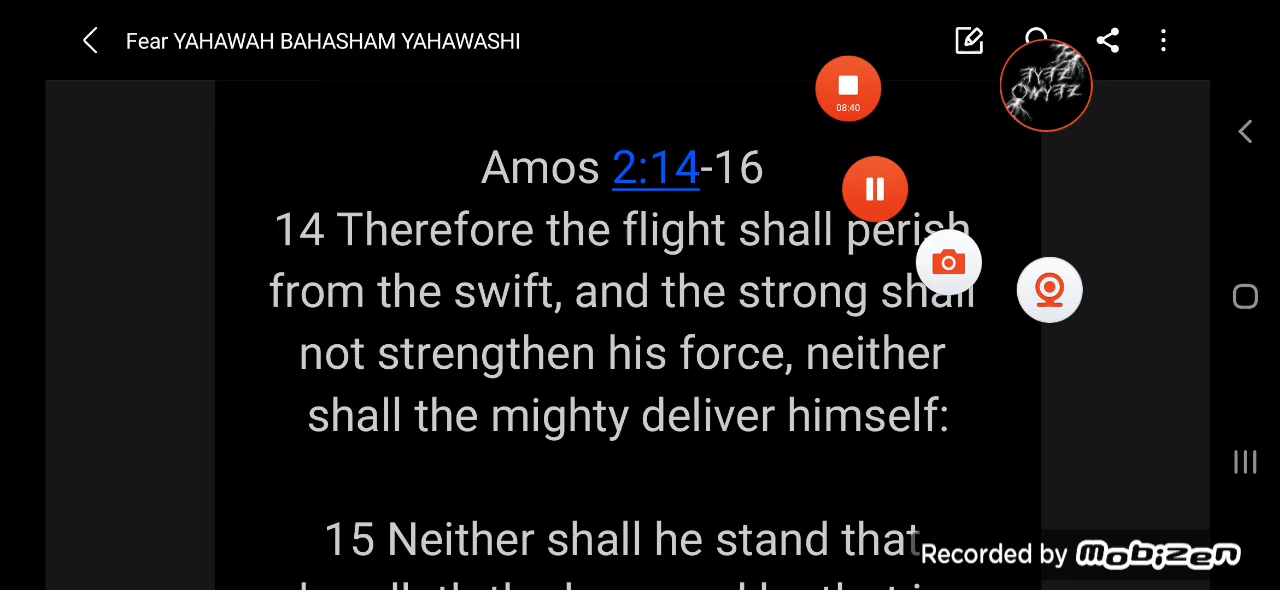 Fear YAHAWAH BAHASHAM YAHAWASHI
08:40
Amos 2:14-16
14 Therefore the flight shall perish
from the swift, and the strong shall
not strengthen his force, neither
shall the mighty deliver himself:
15 Neither shall he stand that
Recorded by mobizen